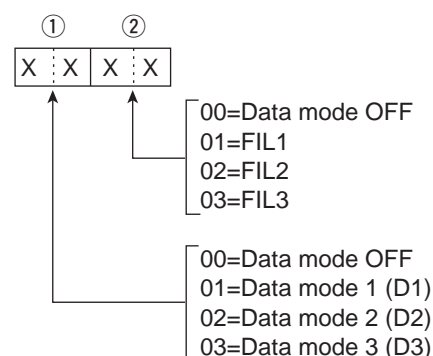 ① ②
X X X X
00=Data mode OFF
01=FIL1
02=FIL2
03=FIL3
00=Data mode OFF
01=Data mode 1 (D1)
02=Data mode 2 (D2)
03=Data mode 3 (D3)